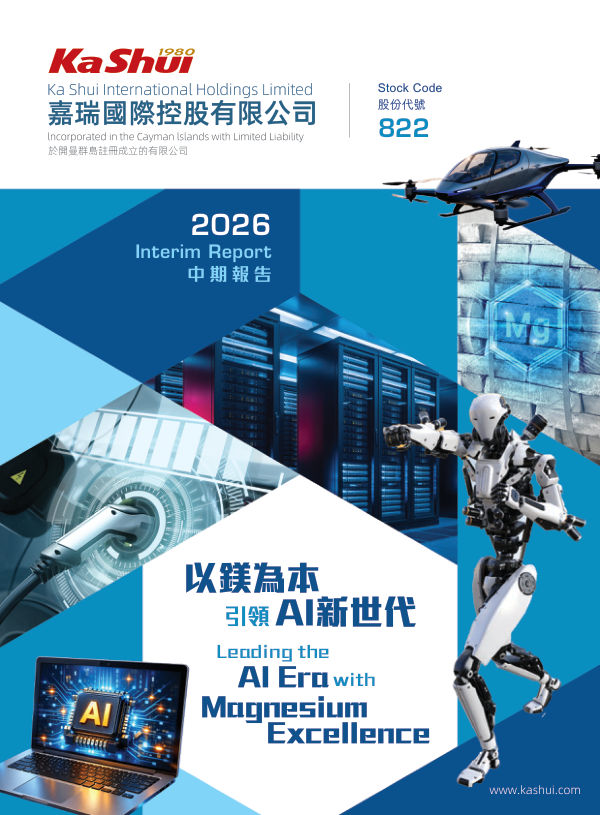 KaShui 1980
Ka Shui International Holdings Limited
嘉瑞國際控股有限公司
Incorporated in the Cayman Islands with Limited Liability
於開曼群島註冊成立的有限公司
Stock Code
股份代號
822
2026
Interim Report
中期報告
Mg
以鎂為本
引領 AI新世代
Leading the
AI Era with
Magnesium
Excellence
AI
www.kashui.com